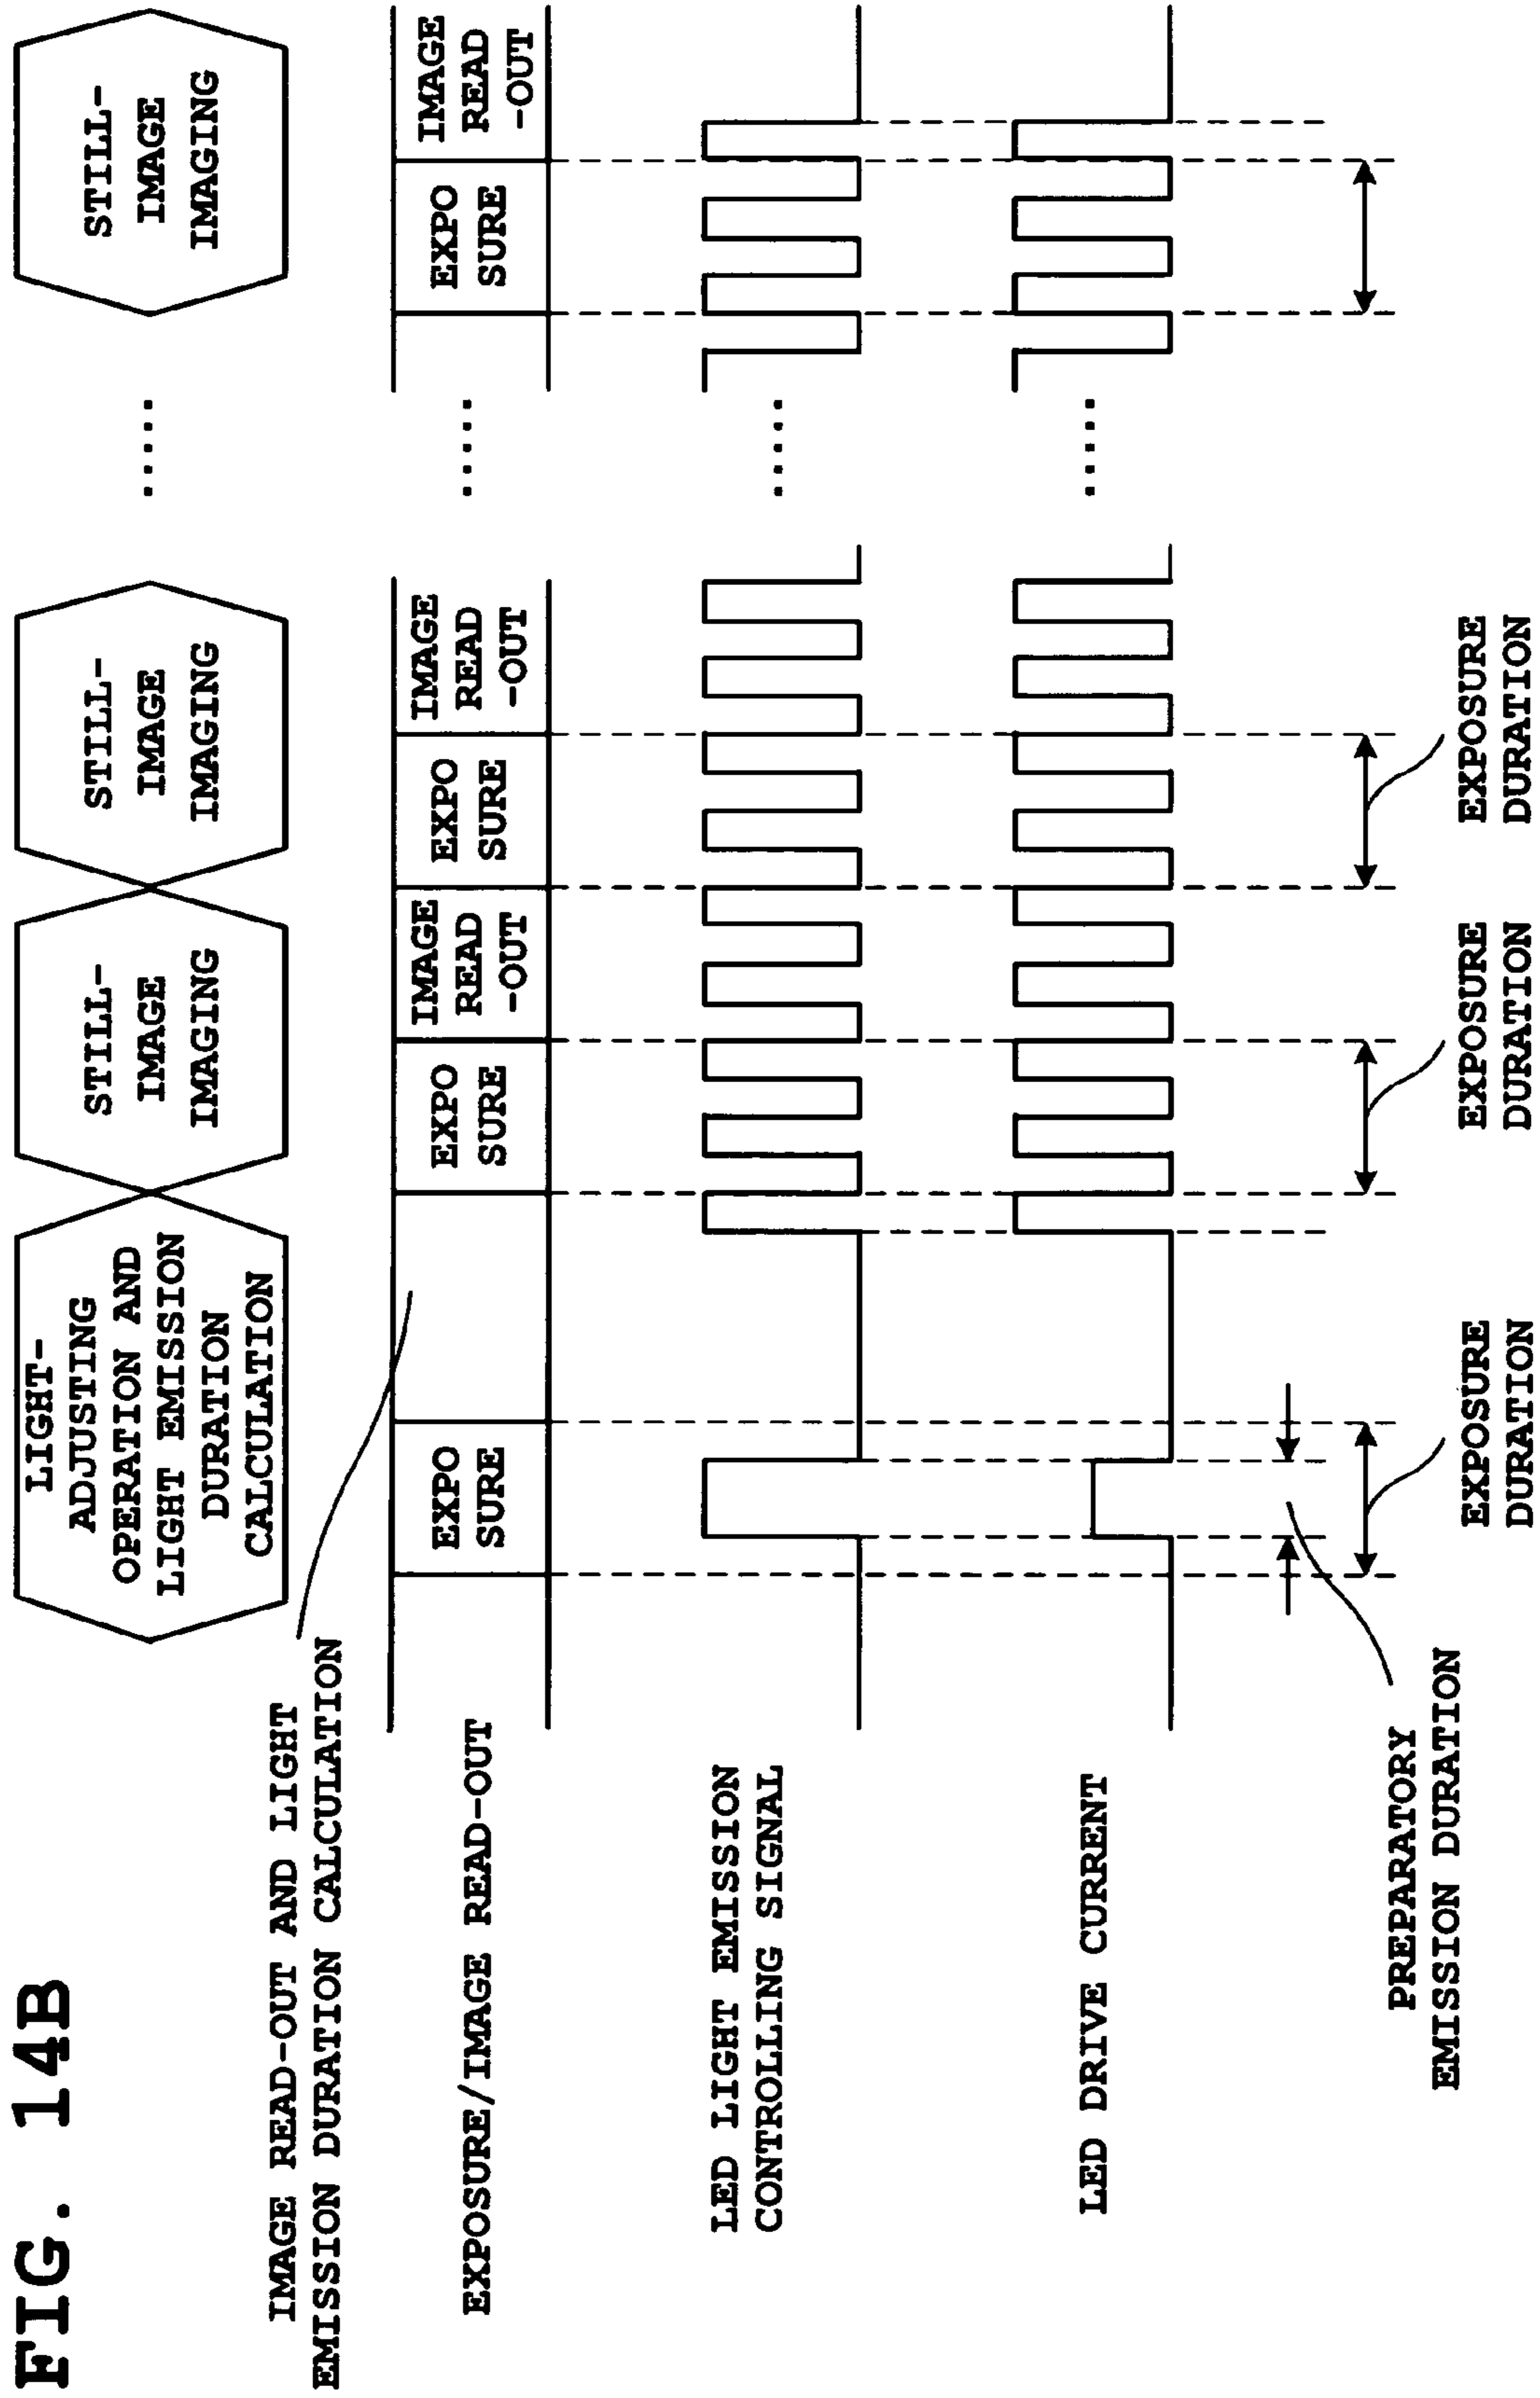 FIG. 14B
LIGHT-
ADJUSTING
OPERATION AND
LIGHT EMISSION
DURATION
CALCULATION
STILL-
IMAGE
IMAGING
STILL-
IMAGE
IMAGING
.....
STILL-
IMAGE
IMAGING
IMAGE READ-OUT AND LIGHT
EMISSION DURATION CALCULATION
EXPOSURE/IMAGE READ-OUT
EXPO
SURE
EXPO
SURE
IMAGE
READ
-OUT
EXPO
SURE
IMAGE
READ
-OUT
.....
EXPO
SURE
IMAGE
READ
-OUT
LED LIGHT EMISSION
CONTROLLING SIGNAL
.....
LED DRIVE CURRENT
.....
PREPARATORY
EMISSION DURATION
EXPOSURE
DURATION
EXPOSURE
DURATION
EXPOSURE
DURATION